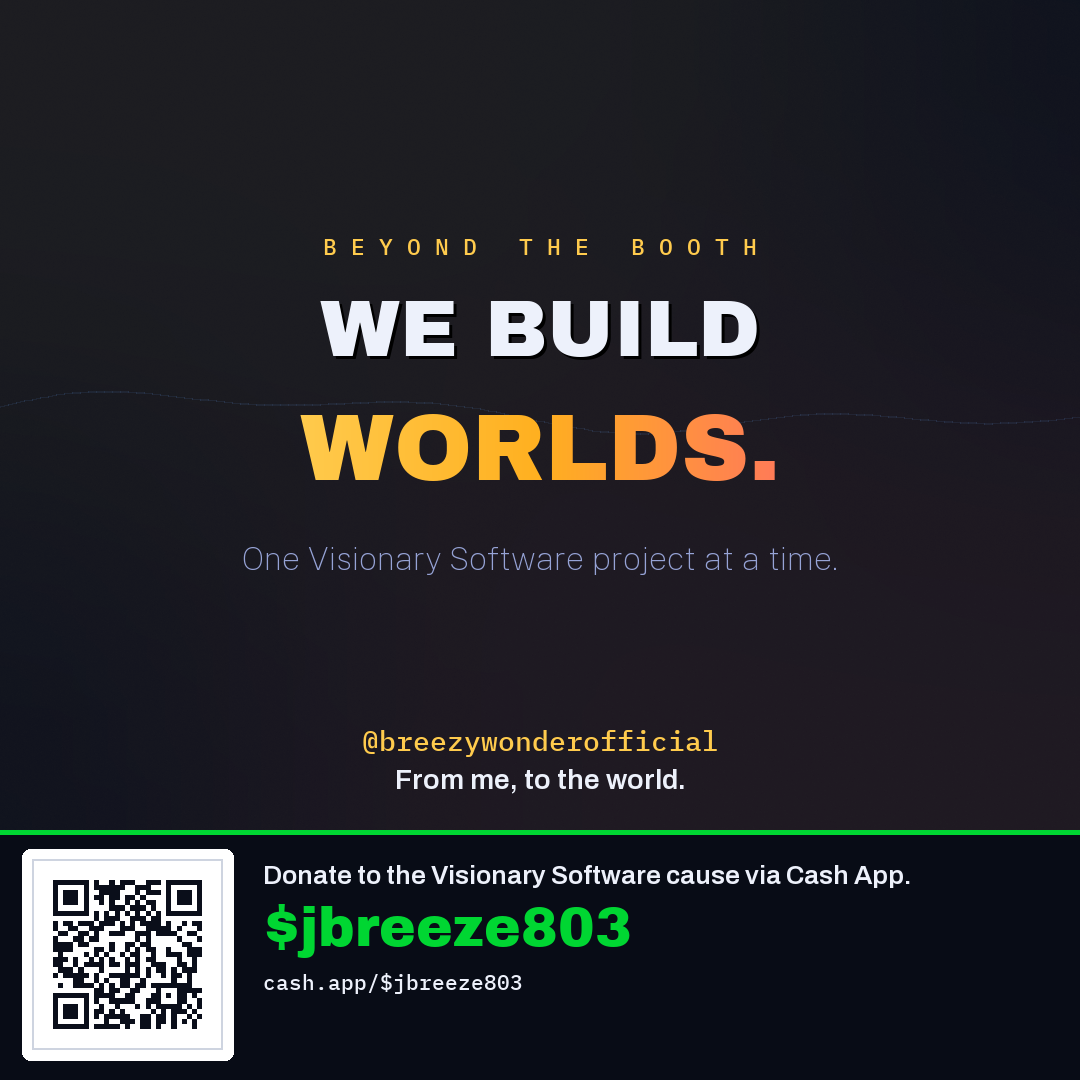 BEYOND THE BOOTH
WE BUILD
WORLDS.
One Visionary Software project at a time.
@breezywonderofficial
From me, to the world.
Donate to the Visionary Software cause via Cash App.
$jbreeze803
cash.app/$jbreeze803